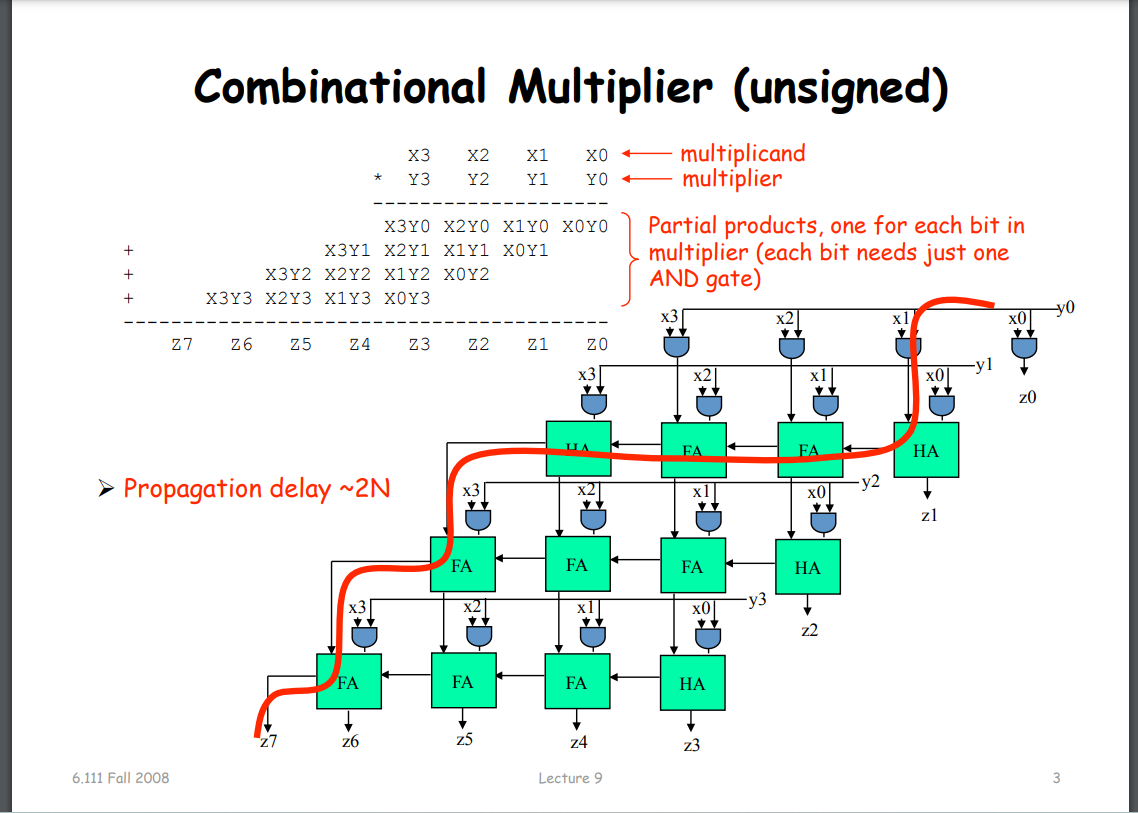 Combinational Multiplier (unsigned)
X3 X2 X1 X0 multiplicand
* Y3 Y2 Y1 Y0 multiplier
--------------------
X3Y0 X2Y0 X1Y0 X0Y0
+ X3Y1 X2Y1 X1Y1 X0Y1
+ X3Y2 X2Y2 X1Y2 X0Y2
+ X3Y3 X2Y3 X1Y3 X0Y3
-----------------------------------------
Z7 Z6 Z5 Z4 Z3 Z2 Z1 Z0
Partial products, one for each bit in
multiplier (each bit needs just one
AND gate)
x3 x2 x1 x0 y0
z0
x3 x2 x1 x0 y1
HA FA FA HA
z1
➢ Propagation delay ~2N
x3 x2 x1 x0 y2
FA FA FA HA
z2
x3 x2 x1 x0 y3
FA FA FA HA
z7 z6 z5 z4 z3
6.111 Fall 2008 Lecture 9 3